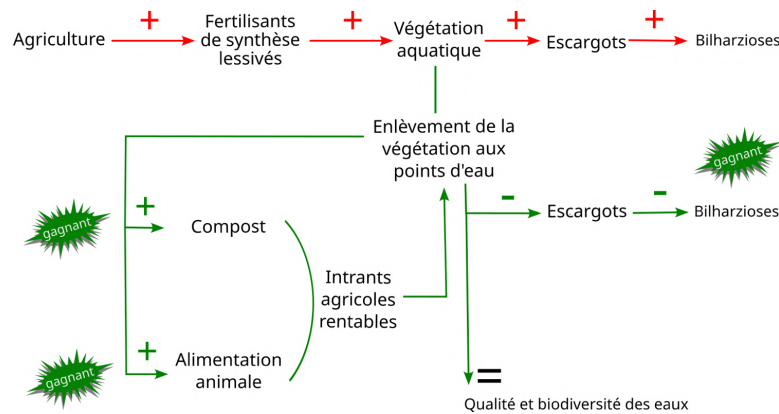 + + + +
Agriculture
Fertilisants
de synthèse
lessivés
Végétation
aquatique
Escargots
Bilharzioses
Enlèvement de la
végétation aux
points d'eau
gagnant
gagnant
+
Compost
-
Escargots
-
Bilharzioses
Intrants
agricoles
rentables
gagnant
+
Alimentation
animale
=
Qualité et biodiversité des eaux